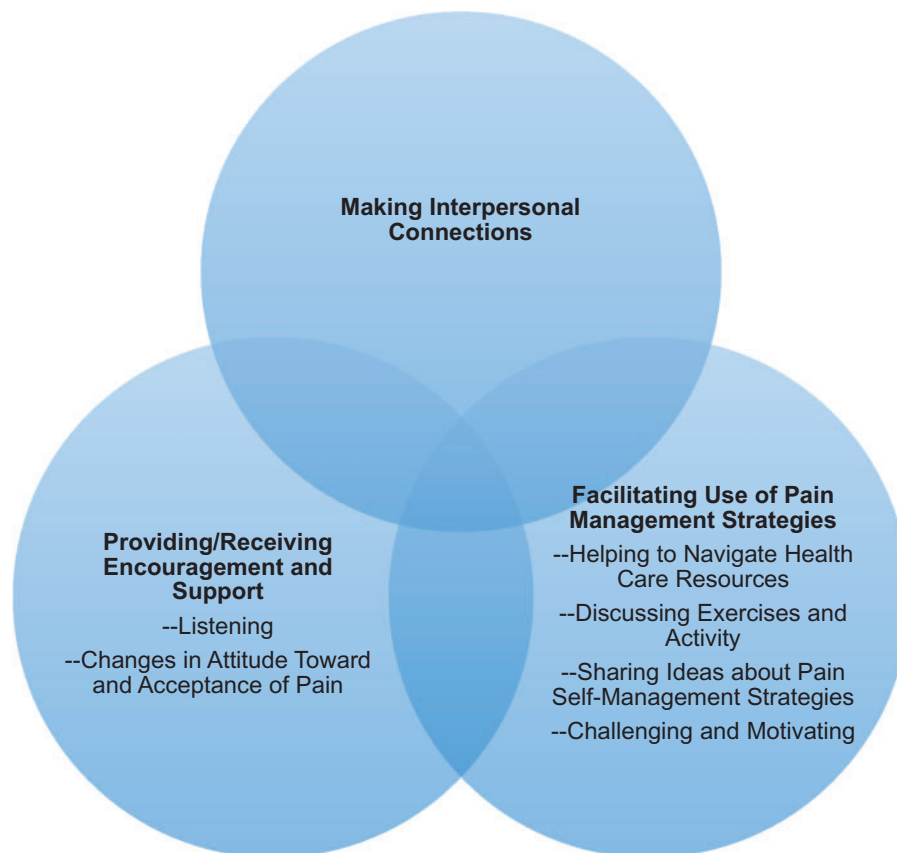 Making Interpersonal
Connections
Providing/Receiving
Encouragement and
Support
--Listening
--Changes in Attitude Toward
and Acceptance of Pain
Facilitating Use of Pain
Management Strategies
--Helping to Navigate Health
Care Resources
--Discussing Exercises and
Activity
--Sharing Ideas about Pain
Self-Management Strategies
--Challenging and Motivating